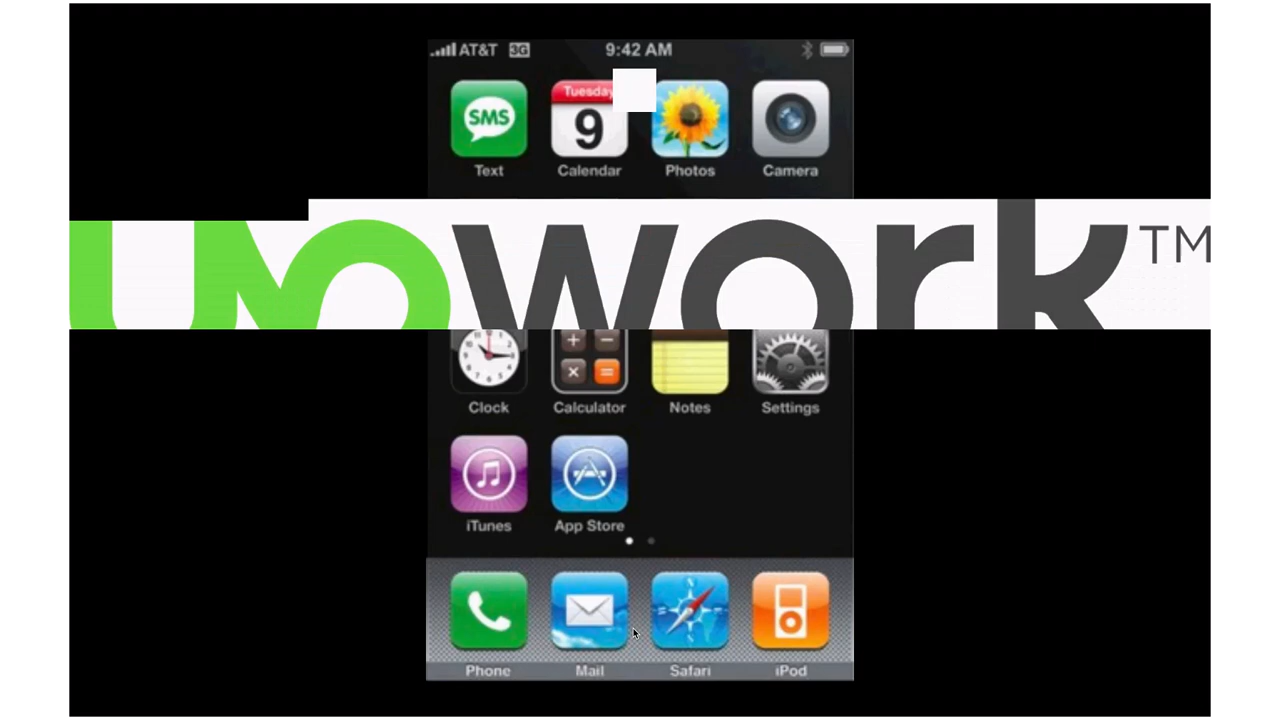 AT&T 3G 9:42 AM
Tuesday
SMS 9
Text Calendar Photos Camera
upwork™
Clock Calculator Notes Settings
iTunes App Store
Phone Mail Safari iPod